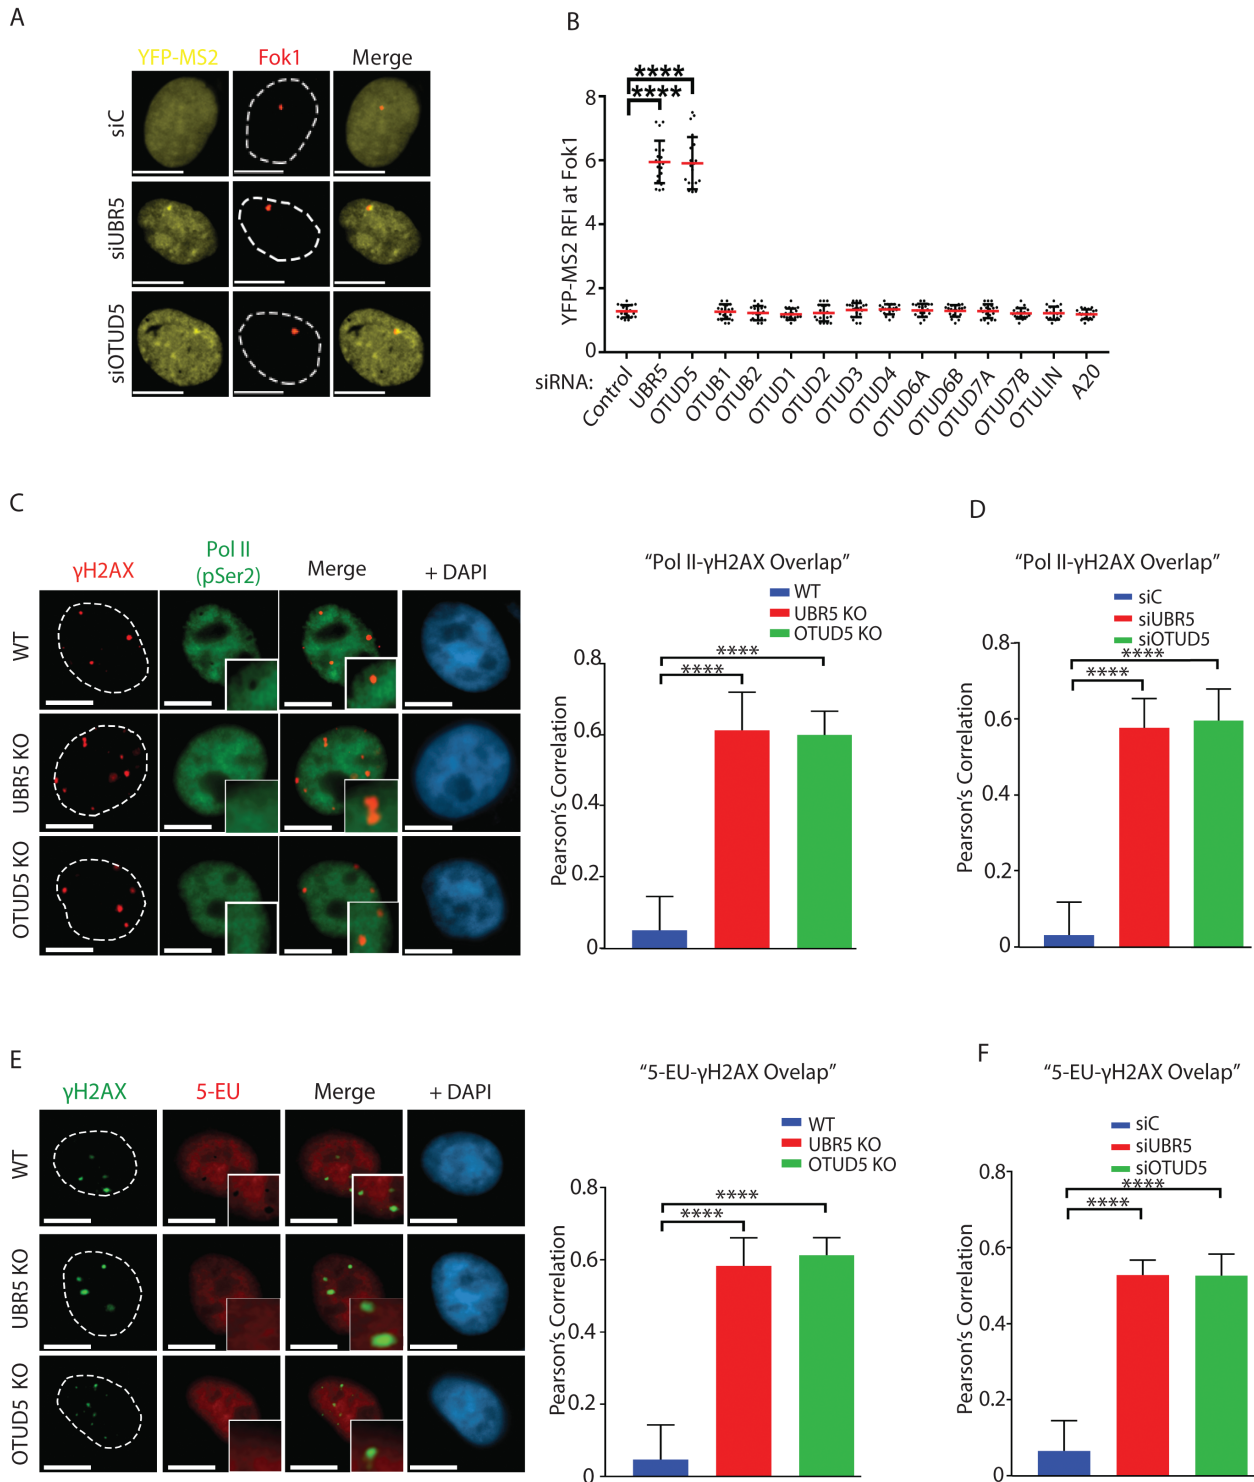 A
YFP-MS2 Fok1 Merge
siC
siUBR5
siOTUD5
B
YFP-MS2 RFI at Fok1
8
6
4
2
0
****
****
siRNA:
Control UBR5 OTUD5 OTUB1 OTUB2 OTUD1 OTUD2 OTUD3 OTUD4 OTUD6A OTUD6B OTUD7A OTUD7B OTULIN A20
C
γH2AX Pol II (pSer2) Merge + DAPI
WT
UBR5 KO
OTUD5 KO
"Pol II-γH2AX Overlap"
WT
UBR5 KO
OTUD5 KO
Pearson's Correlation
0.8
0.6
0.4
0.2
0
****
****
D
"Pol II-γH2AX Overlap"
siC
siUBR5
siOTUD5
Pearson's Correlation
0.8
0.6
0.4
0.2
0
****
****
E
γH2AX 5-EU Merge + DAPI
WT
UBR5 KO
OTUD5 KO
"5-EU-γH2AX Ovelap"
WT
UBR5 KO
OTUD5 KO
Pearson's Correlation
0.8
0.6
0.4
0.2
0
****
****
F
"5-EU-γH2AX Ovelap"
siC
siUBR5
siOTUD5
Pearson's Correlation
0.8
0.6
0.4
0.2
0
****
****